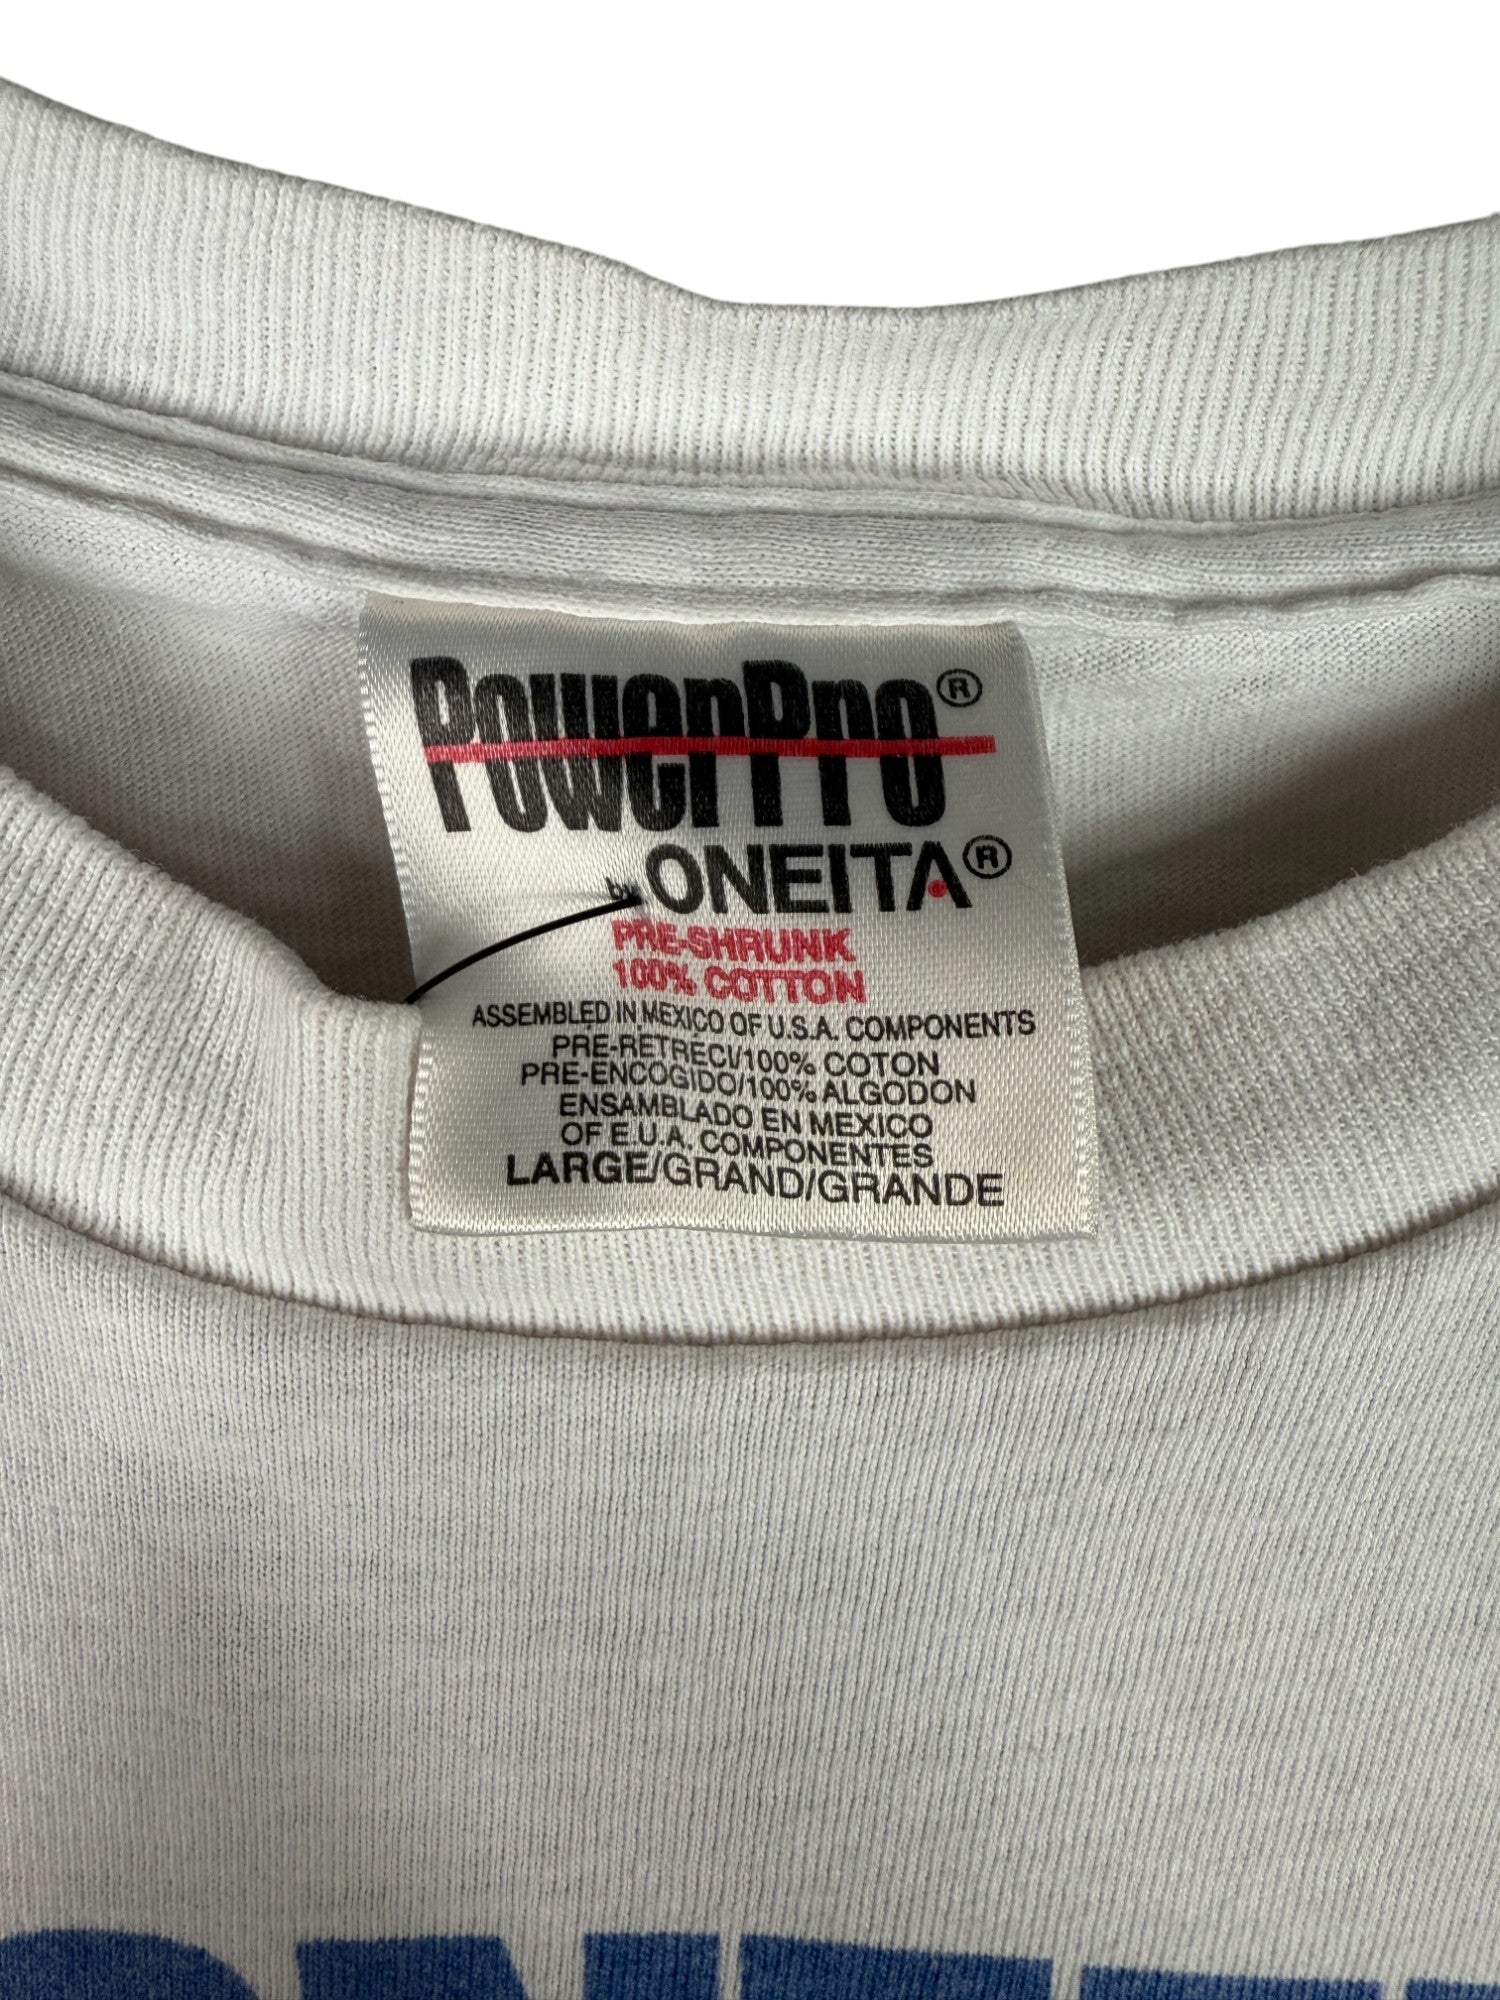 PowerPro®
by ONEITA®
PRE-SHRUNK
100% COTTON
ASSEMBLED IN MEXICO OF U.S.A. COMPONENTS
PRE-RETRECI/100% COTON
PRE-ENCOGIDO/100% ALGODON
ENSAMBLADO EN MEXICO
OF E.U.A. COMPONENTES
LARGE/GRAND/GRANDE